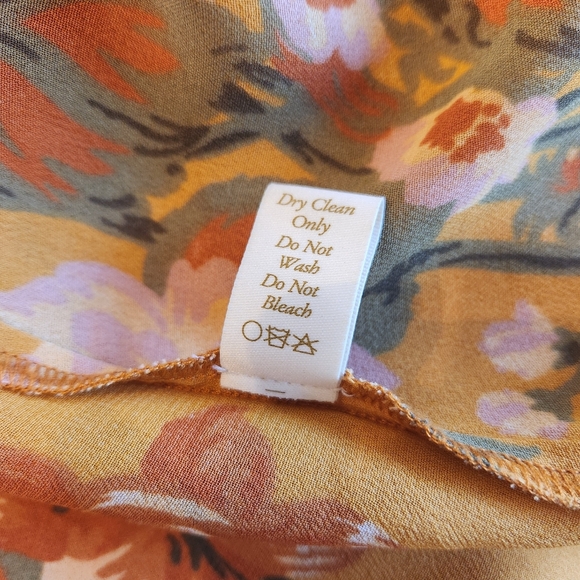 Dry Clean
Only
Do Not
Wash
Do Not
Bleach